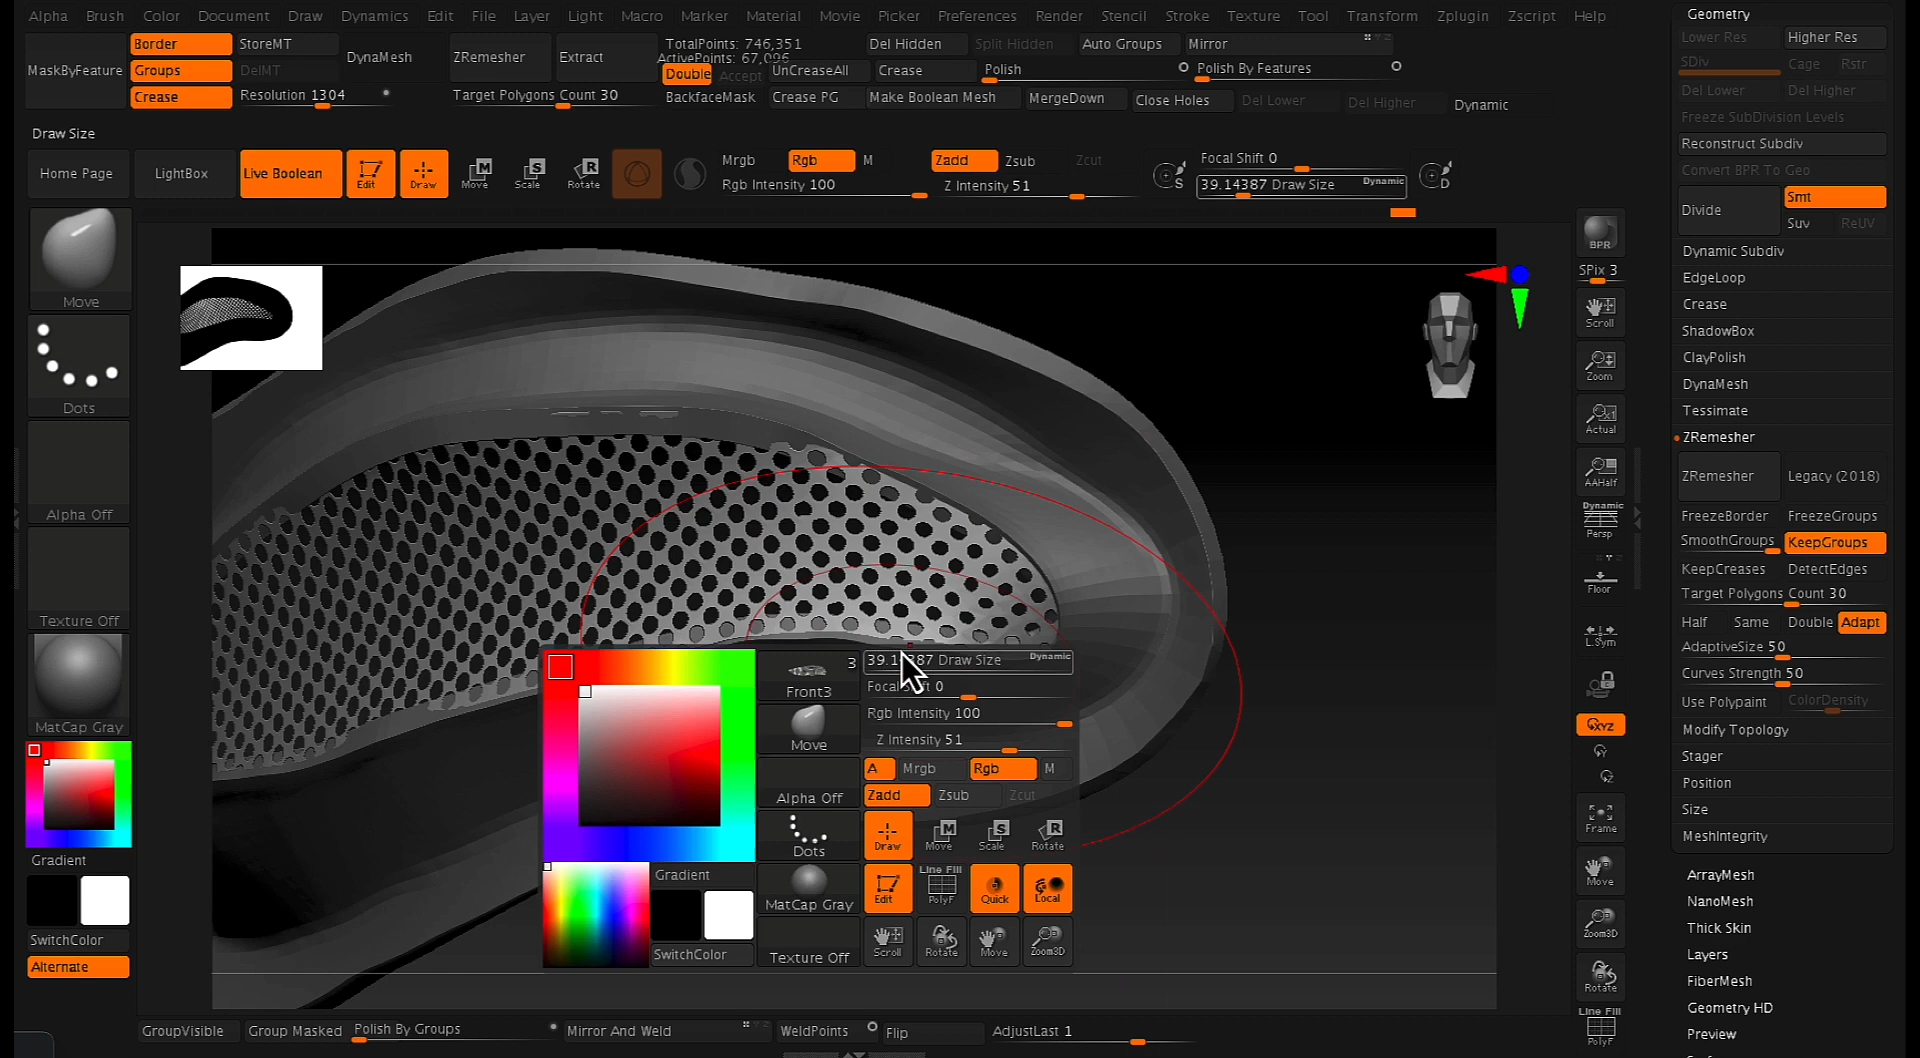 Alpha Brush Color Document Draw Dynamics Edit File Layer Light Macro Marker Material Movie Picker Preferences Render Stencil Stroke Texture Tool Transform Zplugin Zscript Help
MaskByFeature
Border
Groups
Crease
StoreMT
DelMT
Resolution 1304
DynaMesh
ZRemesher
Extract
Target Polygons Count 30
TotalPoints: 746,351
ActivePoints: 67,096
Double Accept
BackfaceMask
Del Hidden
Split Hidden
Auto Groups
Mirror
UnCreaseAll
Crease
Polish
Polish By Features
Crease PG
Make Boolean Mesh
MergeDown
Close Holes
Del Lower
Del Higher
Dynamic
Draw Size
Home Page
LightBox
Live Boolean
Edit
Draw
Move
Scale
Rotate
Mrgb
Rgb
M
Rgb Intensity 100
Zadd
Zsub
Zcut
Z Intensity 51
S
Focal Shift 0
39.14387 Draw Size
Dynamic
D
Move
Dots
Alpha Off
Texture Off
MatCap Gray
Gradient
SwitchColor
Alternate
3
Front3
Move
Alpha Off
Dots
MatCap Gray
Texture Off
Gradient
SwitchColor
Draw Size
Dynamic
Rgb Intensity 100
Z Intensity 51
A
Mrgb
Rgb
M
Zadd
Zsub
Zcut
Draw
Move
Scale
Rotate
Edit
Line Fill
PolyF
Quick
Local
Scroll
Rotate
Move
Zoom3D
BPR
SPix 3
Scroll
Zoom
Actual
AAHalf
Dynamic
Persp
Floor
L.Sym
XYZ
Y
Z
Frame
Move
Zoom3D
Rotate
Line Fill
PolyF
Geometry
Lower Res
Higher Res
SDiv
Cage
Rstr
Del Lower
Del Higher
Freeze SubDivision Levels
Reconstruct Subdiv
Convert BPR To Geo
Divide
Smt
Suv
ReUV
Dynamic Subdiv
EdgeLoop
Crease
ShadowBox
ClayPolish
DynaMesh
Tessimate
ZRemesher
ZRemesher
Legacy (2018)
FreezeBorder
FreezeGroups
SmoothGroups
KeepGroups
KeepCreases
DetectEdges
Target Polygons Count 30
Half
Same
Double
Adapt
AdaptiveSize 50
Curves Strength 50
Use Polypaint
ColorDensity
Modify Topology
Stager
Position
Size
MeshIntegrity
ArrayMesh
NanoMesh
Thick Skin
Layers
FiberMesh
Geometry HD
Preview
GroupVisible
Group Masked
Polish By Groups
Mirror And Weld
WeldPoints
Flip
AdjustLast 1